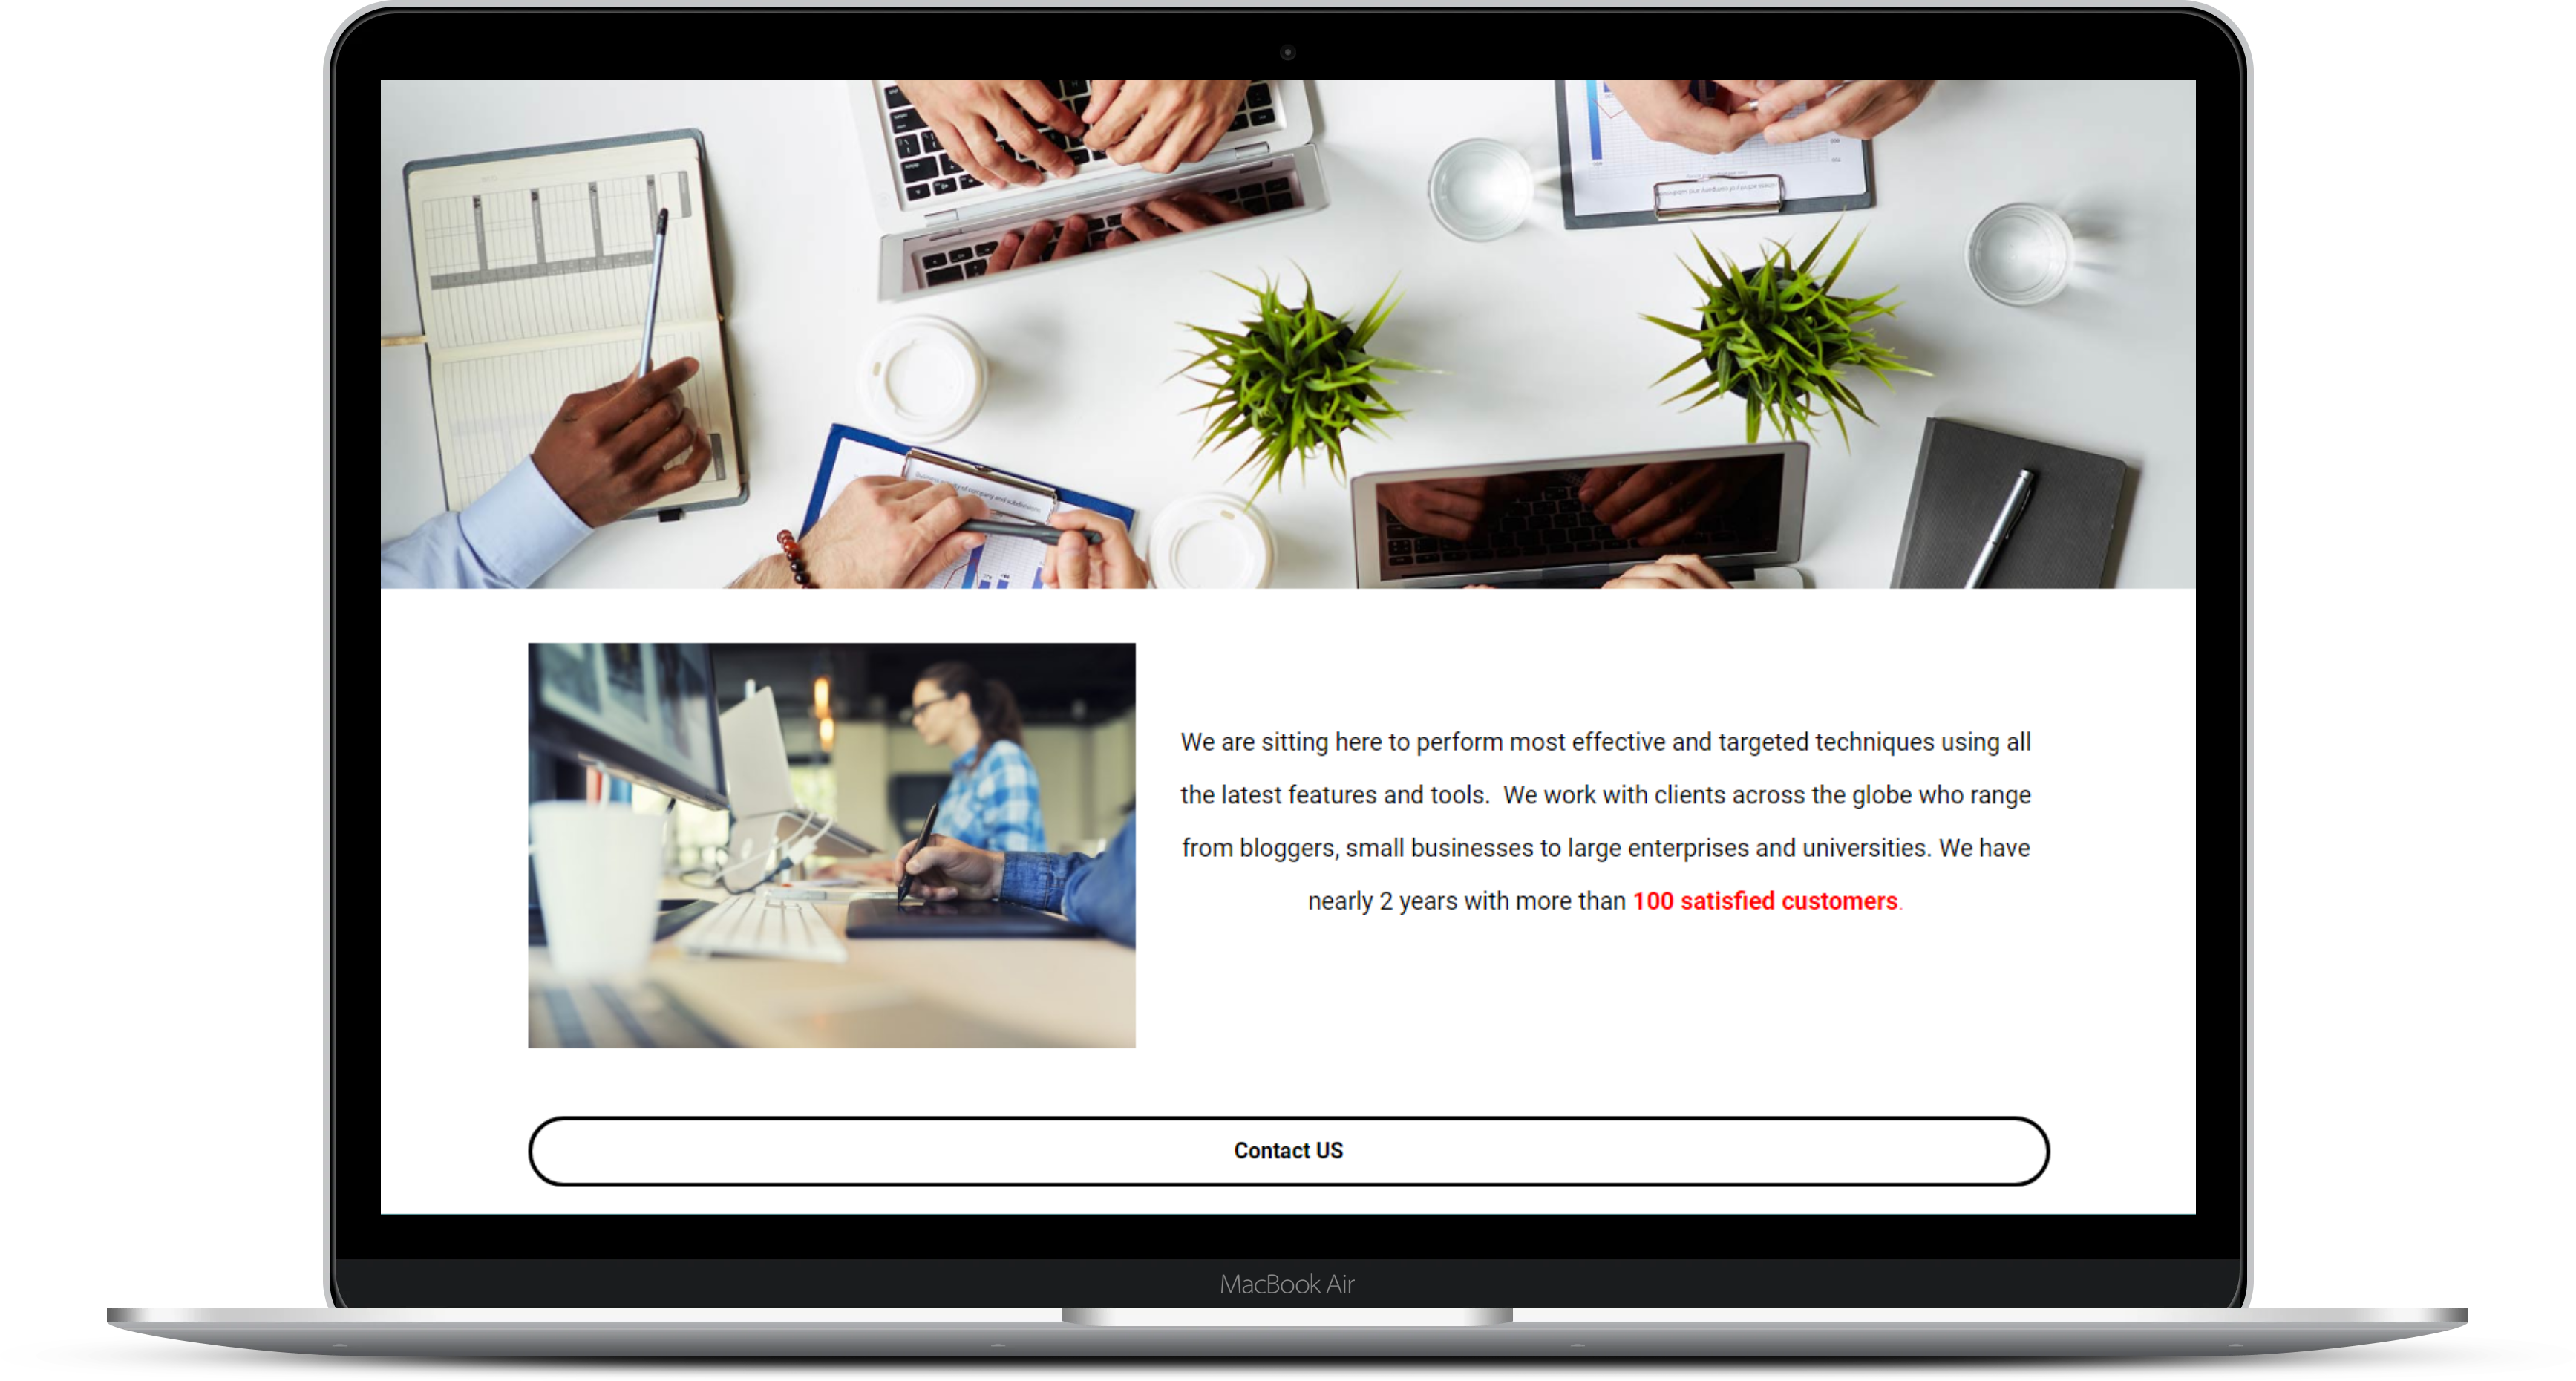 We are sitting here to perform most effective and targeted techniques using all
the latest features and tools.  We work with clients across the globe who range
from bloggers, small businesses to large enterprises and universities. We have
nearly 2 years with more than 100 satisfied customers.
Contact US
MacBook Air